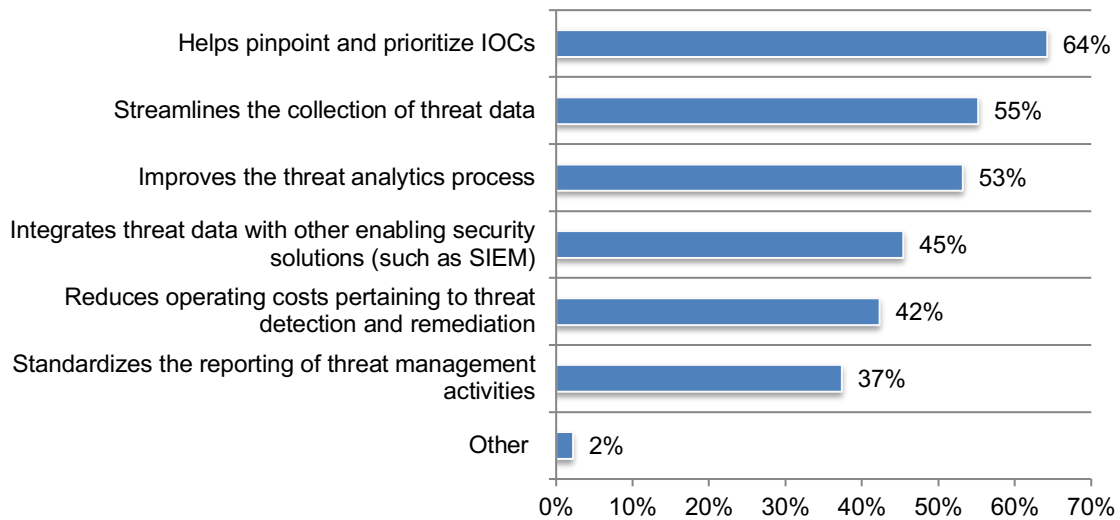 Helps pinpoint and prioritize IOCs
64%
Streamlines the collection of threat data
55%
Improves the threat analytics process
53%
Integrates threat data with other enabling security
solutions (such as SIEM)
45%
Reduces operating costs pertaining to threat
detection and remediation
42%
Standardizes the reporting of threat management
activities
37%
Other
2%
0% 10% 20% 30% 40% 50% 60% 70%